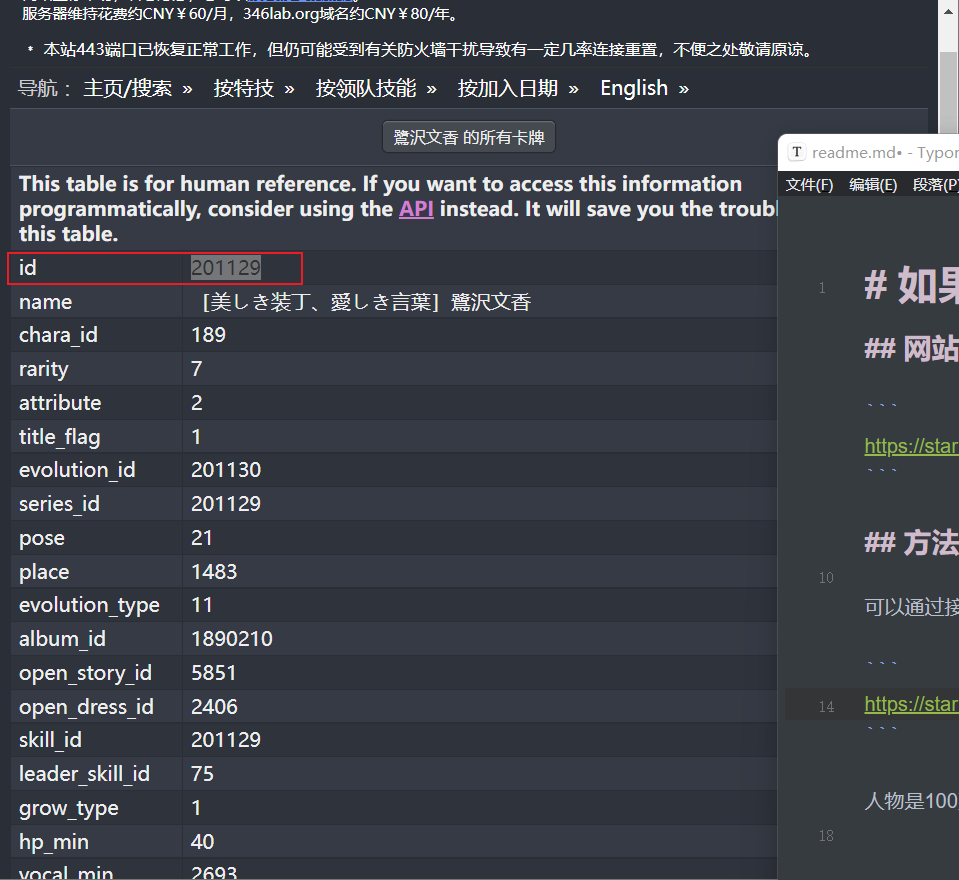 服务器维持花费约CNY￥60/月，346lab.org域名约CNY￥80/年。
* 本站443端口已恢复正常工作，但仍可能受到有关防火墙干扰导致有一定几率连接重置，不便之处敬请原谅。
导航： 主页/搜索 » 按特技 » 按领队技能 » 按加入日期 » English »
鷺沢文香 的所有卡牌
This table is for human reference. If you want to access this information
programmatically, consider using the API instead. It will save you the
this table.
id 201129
name ［美しき装丁、愛しき言葉］鷺沢文香
chara_id 189
rarity 7
attribute 2
title_flag 1
evolution_id 201130
series_id 201129
pose 21
place 1483
evolution_type 11
album_id 1890210
open_story_id 5851
open_dress_id 2406
skill_id 201129
leader_skill_id 75
grow_type 1
hp_min 40
vocal_min 2693
T readme.md• - Typor
文件(F) 编辑(E) 段落(P)
1 # 如果
## 网站
```
https://star
```
## 方法
10
可以通过接
```
14 https://star
```
人物是100
18